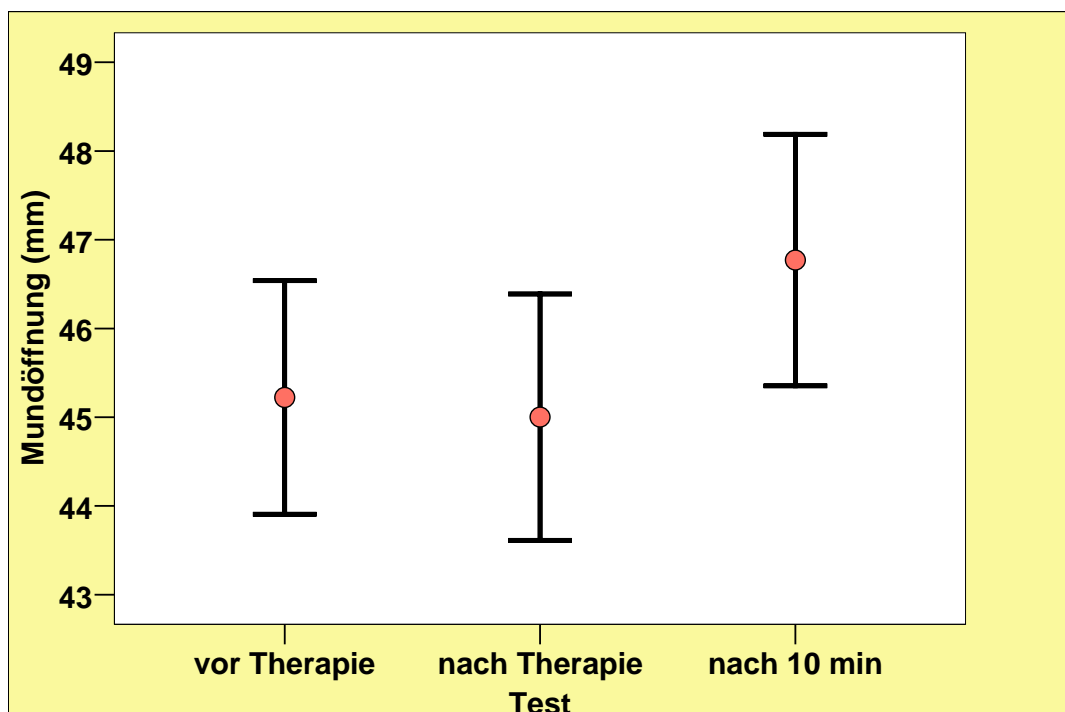 49
48
47
46
45
44
43
Mundöffnung (mm)
vor Therapie nach Therapie nach 10 min
Test